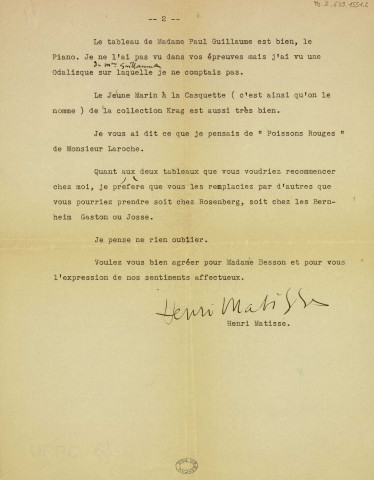 -- 2 --
Le tableau de Madame Paul Guillaume est bien, le
Piano. Je ne l'ai pas vu dans vos épreuves mais j'ai vu une
Du Mme Guillaume
Odalisque sur laquelle je ne comptais pas.
Le Jeune Marin à la Casquette ( c'est ainsi qu'on le
nomme ) de la collection Krag est aussi très bien.
Je vous ai dit ce que je pensais de " Poissons Rouges "
de Monsieur Laroche.
Quant aux deux tableaux que vous voudriez recommencer
chez moi, je préfère que vous les remplaciez par d'autres que
vous pourriez prendre soit chez Rosenberg, soit chez les Bern-
heim Gaston ou Josse.
Je pense ne rien oublier.
Voulez vous bien agréer pour Madame Besson et pour vous
l'expression de nos sentiments affectueux.
Henri Matisse
Henri Matisse.